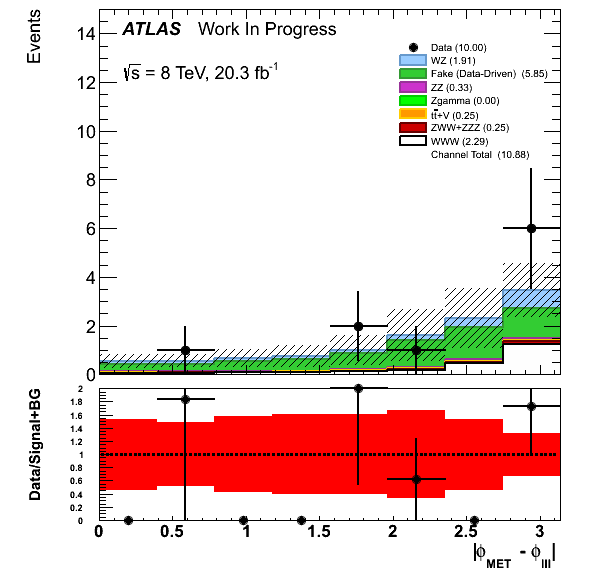 Events
14
12
10
8
6
4
2
0
ATLAS Work In Progress
√s = 8 TeV, 20.3 fb⁻¹
Data (10.00)
WZ (1.91)
Fake (Data-Driven) (5.85)
ZZ (0.33)
Zgamma (0.00)
tt̄+V (0.25)
ZWW+ZZZ (0.25)
WWW (2.29)
Channel Total (10.88)
Data/Signal+BG
2
1.8
1.6
1.4
1.2
1
0.8
0.6
0.4
0.2
0
0 0.5 1 1.5 2 2.5 3
|ϕMET - ϕlll|